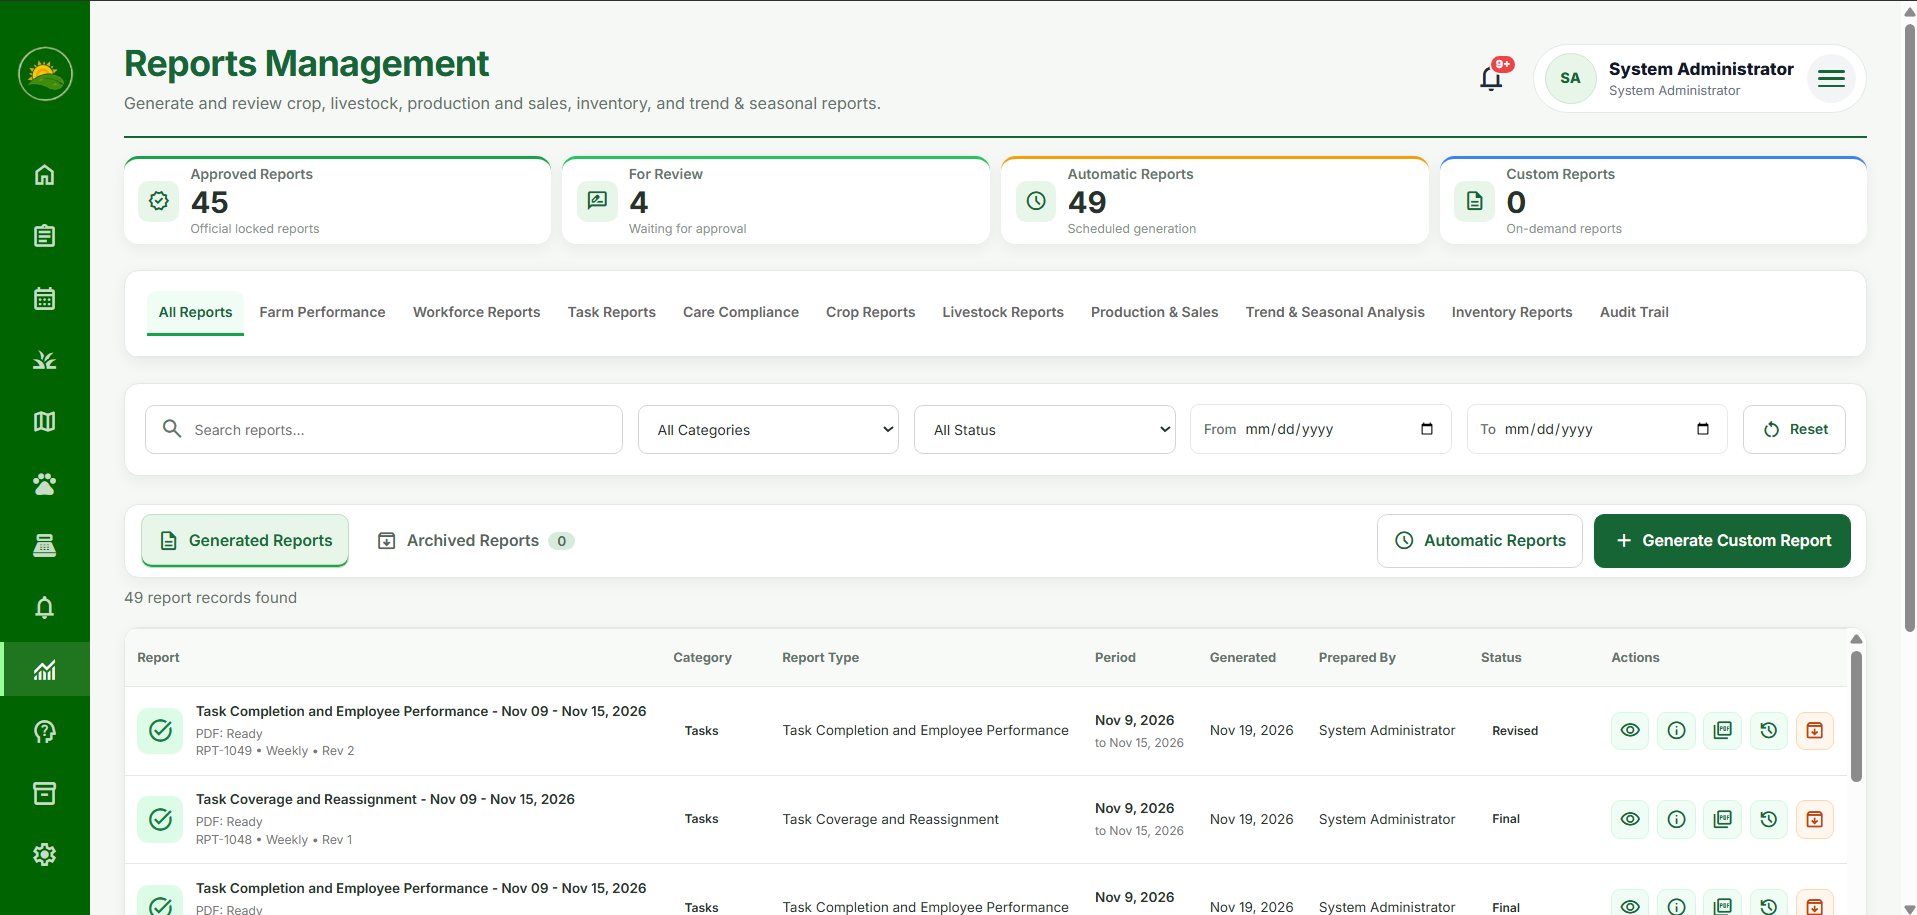 Reports Management
Generate and review crop, livestock, production and sales, inventory, and trend & seasonal reports.
9+
SA
System Administrator
System Administrator
Approved Reports
45
Official locked reports
For Review
4
Waiting for approval
Automatic Reports
49
Scheduled generation
Custom Reports
0
On-demand reports
All Reports Farm Performance Workforce Reports Task Reports Care Compliance Crop Reports Livestock Reports Production & Sales Trend & Seasonal Analysis Inventory Reports Audit Trail
Search reports... All Categories All Status From mm/dd/yyyy To mm/dd/yyyy Reset
Generated Reports Archived Reports 0 Automatic Reports + Generate Custom Report
49 report records found
Report Category Report Type Period Generated Prepared By Status Actions
Task Completion and Employee Performance - Nov 09 - Nov 15, 2026
PDF: Ready
RPT-1049 • Weekly • Rev 2
Tasks
Task Completion and Employee Performance
Nov 9, 2026
to Nov 15, 2026
Nov 19, 2026
System Administrator
Revised
PDF
Task Coverage and Reassignment - Nov 09 - Nov 15, 2026
PDF: Ready
RPT-1048 • Weekly • Rev 1
Tasks
Task Coverage and Reassignment
Nov 9, 2026
to Nov 15, 2026
Nov 19, 2026
System Administrator
Final
PDF
Task Completion and Employee Performance - Nov 09 - Nov 15, 2026
PDF: Ready
Tasks
Task Completion and Employee Performance
Nov 9, 2026
Nov 19, 2026
System Administrator
Final
PDF